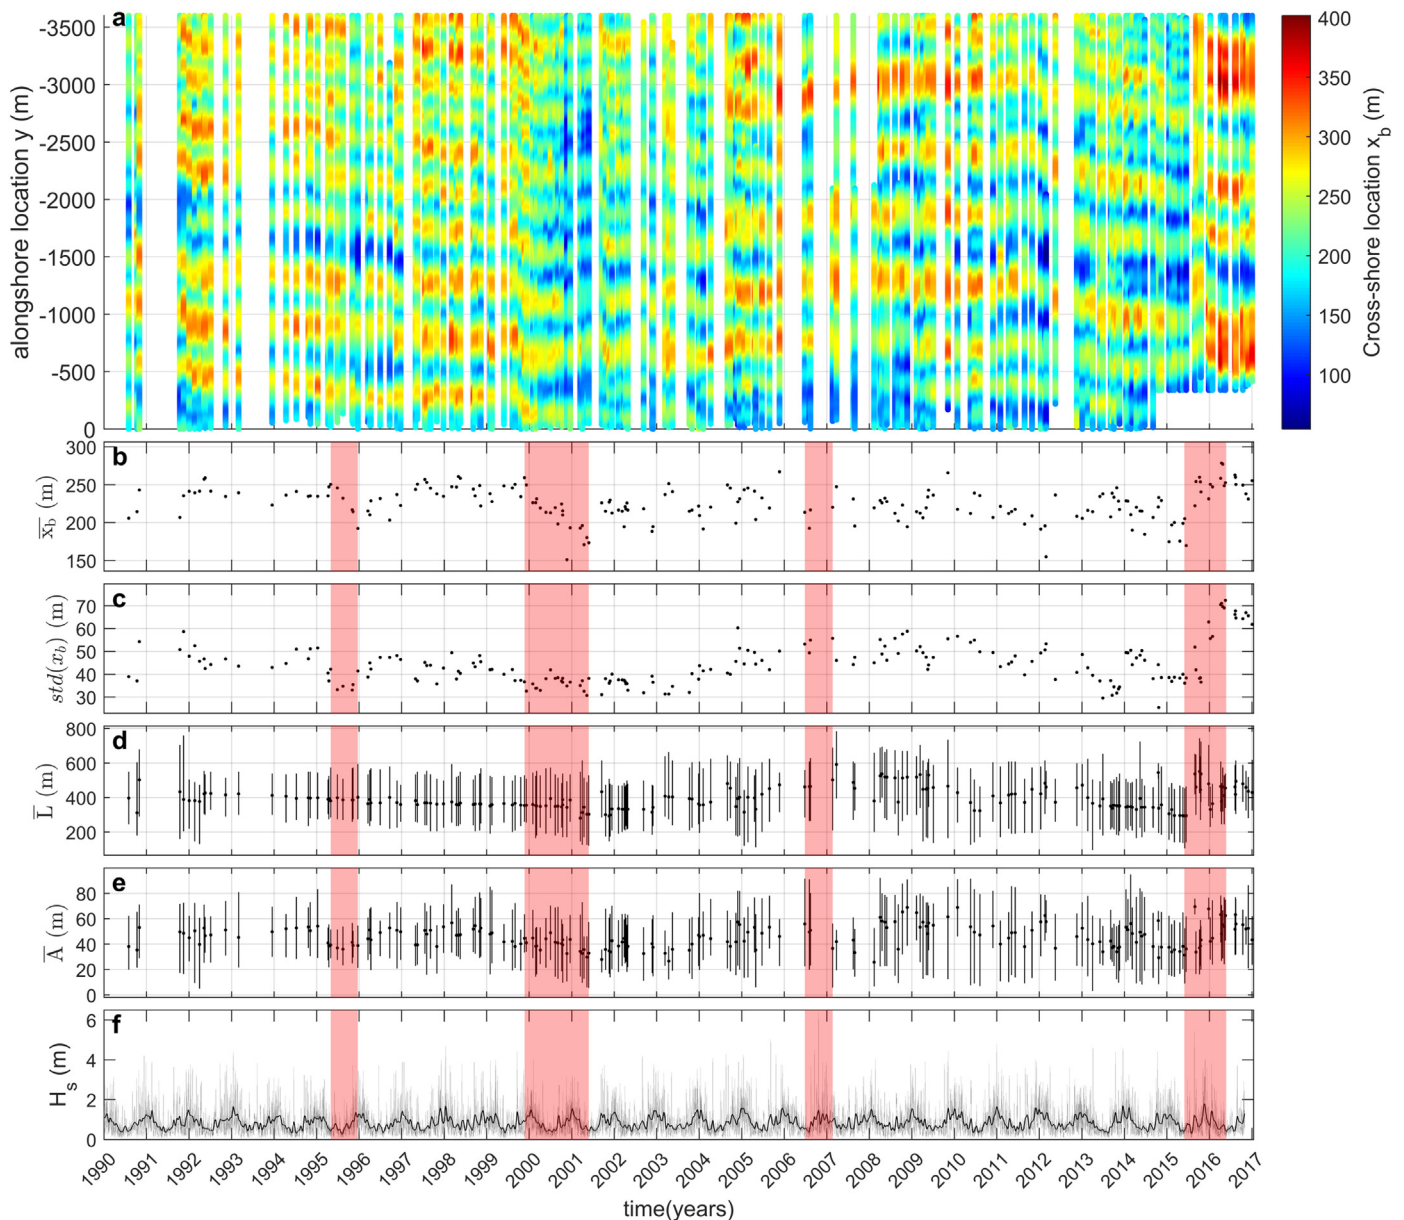 a
-3500
-3000
-2500
-2000
-1500
-1000
-500
0
alongshore location y (m)
400
350
300
250
200
150
100
Cross-shore location x_b (m)
b
300
250
200
150
x̄_b (m)
c
70
60
50
40
30
std(x_b) (m)
d
800
600
400
200
L̄ (m)
e
80
60
40
20
0
Ā (m)
f
6
4
2
0
H_s (m)
1990 1991 1992 1993 1994 1995 1996 1997 1998 1999 2000 2001 2002 2003 2004 2005 2006 2007 2008 2009 2010 2011 2012 2013 2014 2015 2016 2017
time(years)